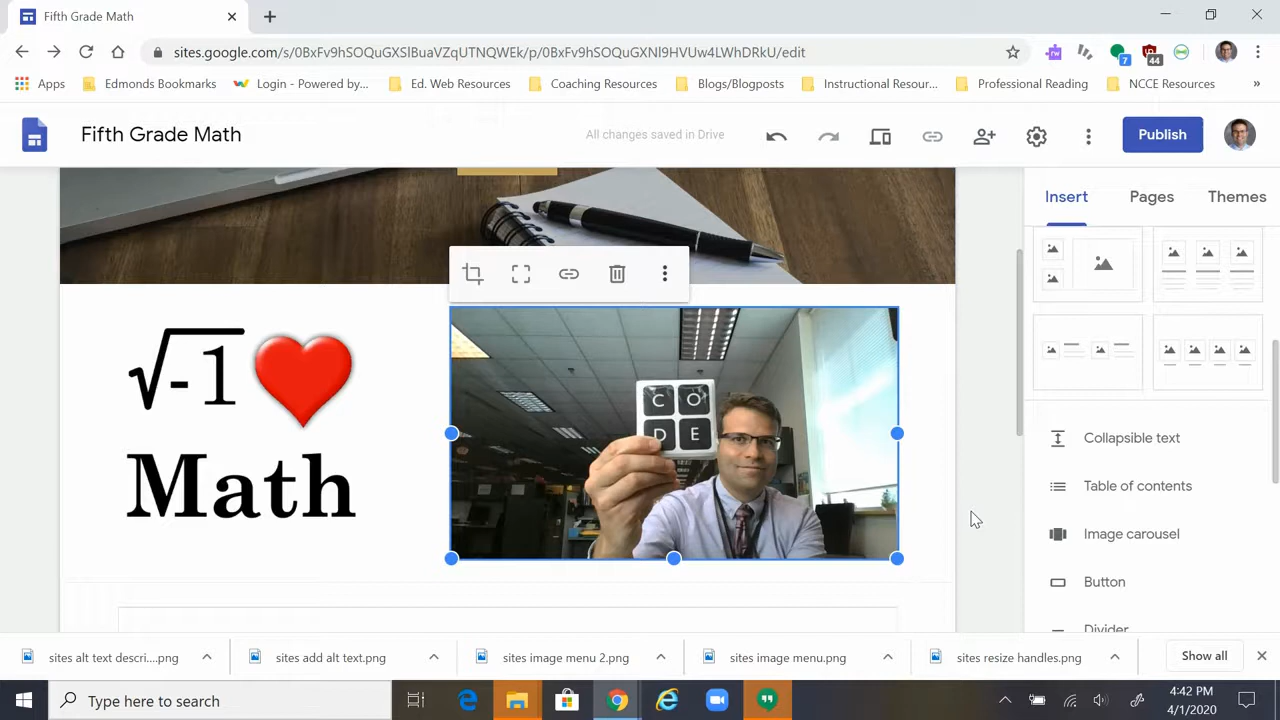 Fifth Grade Math
sites.google.com/s/0BxFv9hSOQuGXSlBuaVZqUTNQWEk/p/0BxFv9hSOQuGXNl9HVUw4LWhDRkU/edit
7
44
Apps
Edmonds Bookmarks
Login - Powered by...
Ed. Web Resources
Coaching Resources
Blogs/Blogposts
Instructional Resour...
Professional Reading
NCCE Resources
»
Fifth Grade Math
All changes saved in Drive
Publish
Insert
Pages
Themes
√-1
Math
C O
D E
Collapsible text
Table of contents
Image carousel
Button
Divider
sites alt text descri....png
sites add alt text.png
sites image menu 2.png
sites image menu.png
sites resize handles.png
Show all
Type here to search
4:42 PM
4/1/2020